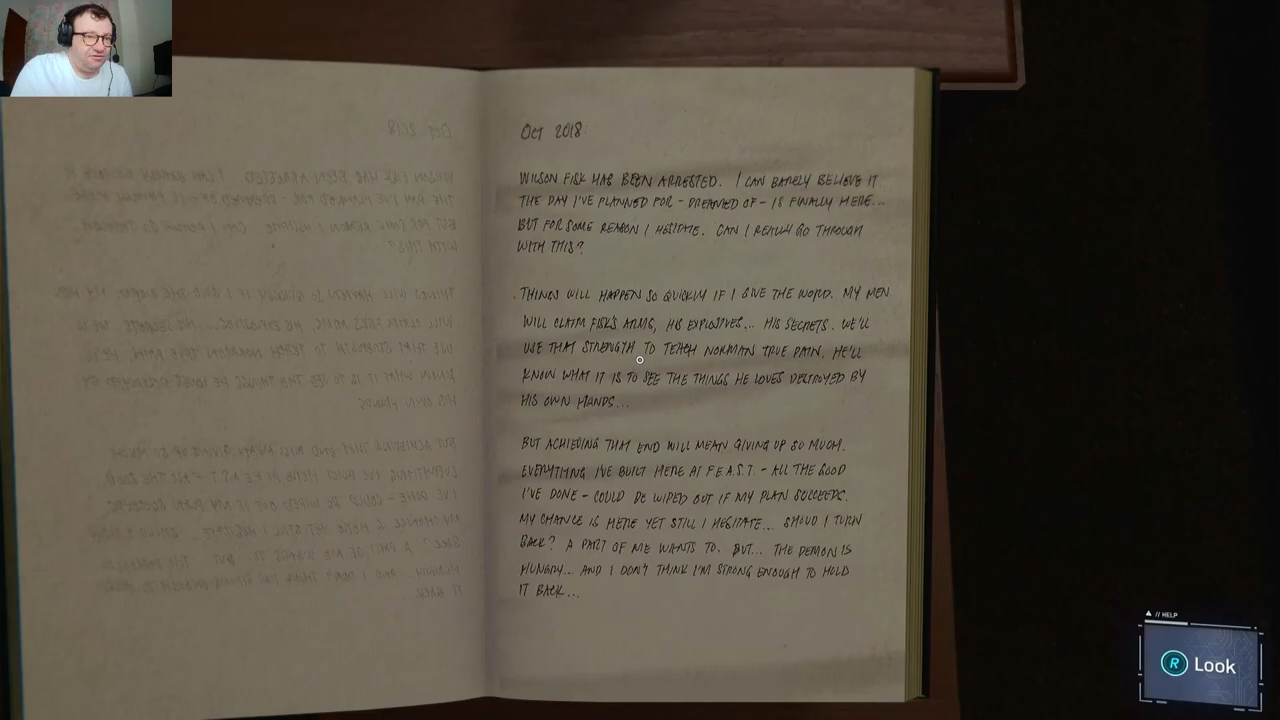 OCT 2018
WILSON FISK HAS BEEN ARRESTED. I CAN BARELY BELIEVE IT
THE DAY I'VE PLANNED FOR - DREAMED OF - IS FINALLY HERE...
BUT FOR SOME REASON I HESITATE. CAN I REALLY GO THROUGH
WITH THIS?
THINGS WILL HAPPEN SO QUICKLY IF I GIVE THE WORD. MY MEN
WILL CLAIM FISK'S ARMS, HIS EXPLOSIVES... HIS SECRETS. WE'LL
USE THAT STRENGTH TO TEACH NORMAN TRUE PAIN. HE'LL
KNOW WHAT IT IS TO SEE THE THINGS HE LOVES DESTROYED BY
HIS OWN HANDS...
BUT ACHIEVING THAT END WILL MEAN GIVING UP SO MUCH.
EVERYTHING I'VE BUILT HERE AT F.E.A.S.T. - ALL THE GOOD
I'VE DONE - COULD BE WIPED OUT IF MY PLAN SUCCEEDS.
MY CHANCE IS HERE YET STILL I HESITATE... SHOUD I TURN
BACK? A PART OF ME WANTS TO. BUT... THE DEMON IS
HUNGRY... AND I DON'T THINK I'M STRONG ENOUGH TO HOLD
IT BACK...
// HELP
R Look